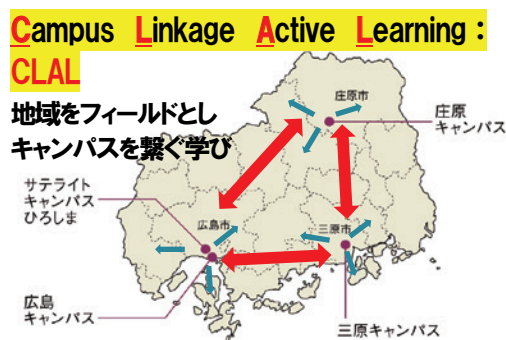 Campus Linkage Active Learning：
CLAL
地域をフィールドとし
キャンパスを繋ぐ学び
庄原市
庄原
キャンパス
サテライト
キャンパス
ひろしま
広島市
三原市
広島
キャンパス
三原キャンパス